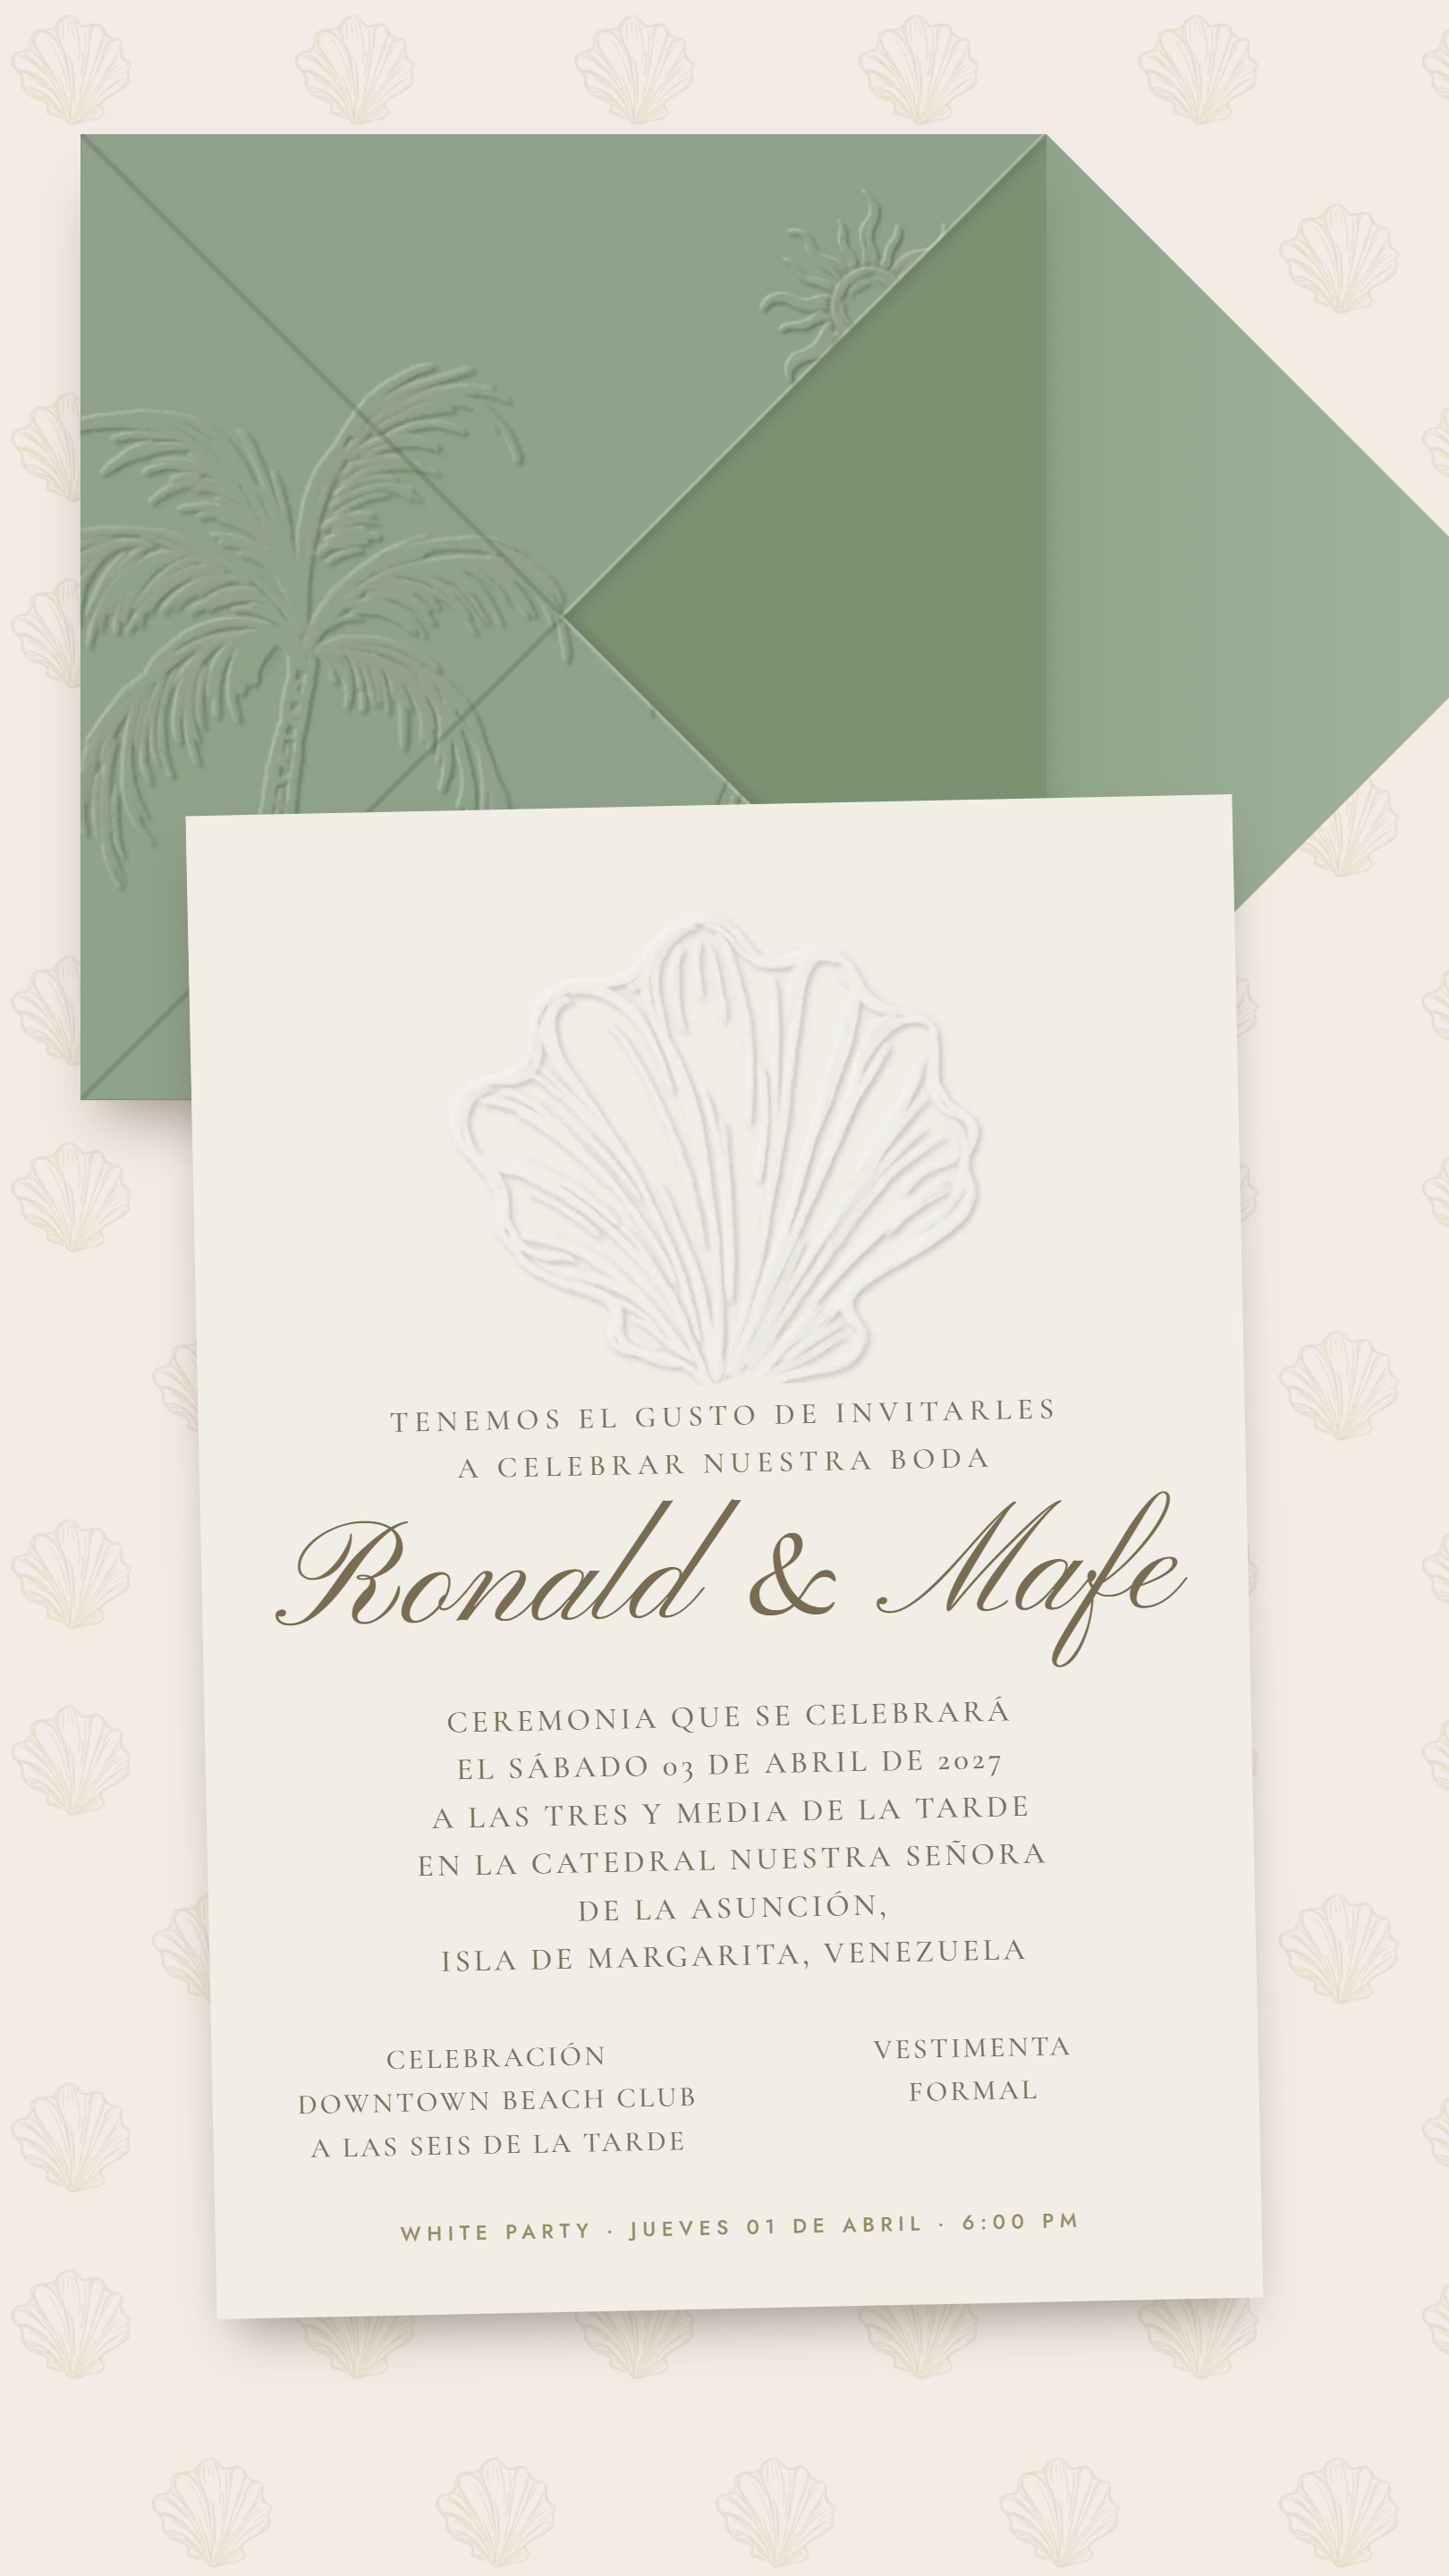 TENEMOS EL GUSTO DE INVITARLES
A CELEBRAR NUESTRA BODA
Ronald & Mafe
CEREMONIA QUE SE CELEBRARÁ
EL SÁBADO 03 DE ABRIL DE 2027
A LAS TRES Y MEDIA DE LA TARDE
EN LA CATEDRAL NUESTRA SEÑORA
DE LA ASUNCIÓN,
ISLA DE MARGARITA, VENEZUELA
CELEBRACIÓN
DOWNTOWN BEACH CLUB
A LAS SEIS DE LA TARDE
VESTIMENTA
FORMAL
WHITE PARTY · JUEVES 01 DE ABRIL · 6:00 PM